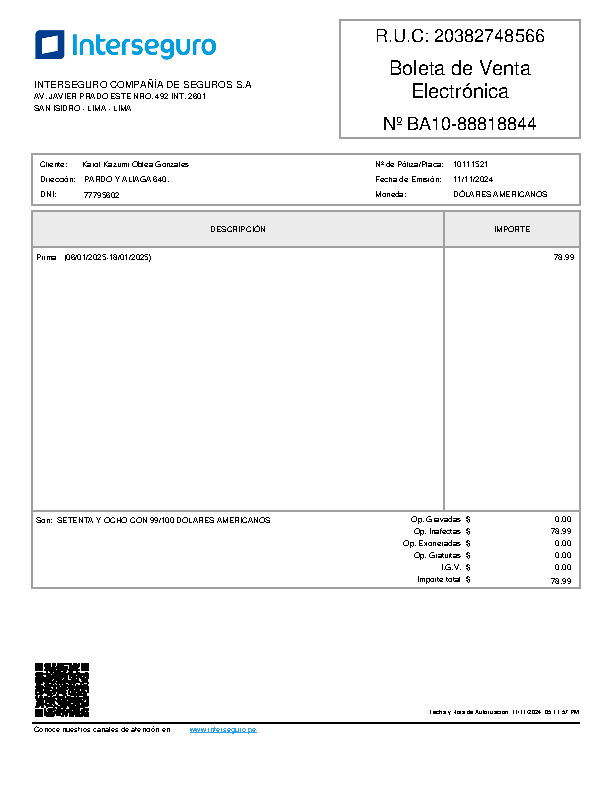 Interseguro
R.U.C: 20382748566
Boleta de Venta
Electrónica
Nº BA10-88818844
INTERSEGURO COMPAÑÍA DE SEGUROS S.A
AV. JAVIER PRADO ESTE NRO. 492 INT. 2601
SAN ISIDRO - LIMA - LIMA
Cliente: Karol Kazumi Oblea Gonzales
Nº de Póliza/Placa: 10111521
Dirección: PARDO Y ALIAGA 640.
Fecha de Emisión: 11/11/2024
DNI: 77795602
Moneda: DOLARES AMERICANOS
DESCRIPCIÓN IMPORTE
Prima (06/01/2025-18/01/2025) 78.99
Son: SETENTA Y OCHO CON 99/100 DOLARES AMERICANOS
Op. Gravadas $ 0.00
Op. Inafectas $ 78.99
Op. Exoneradas $ 0.00
Op. Gratuitas $ 0.00
I.G.V. $ 0.00
Importe total $ 78.99
Fecha y Hora de Autorización: 11/11/2024 05:11:57 PM
Conoce nuestros canales de atención en www.interseguro.pe